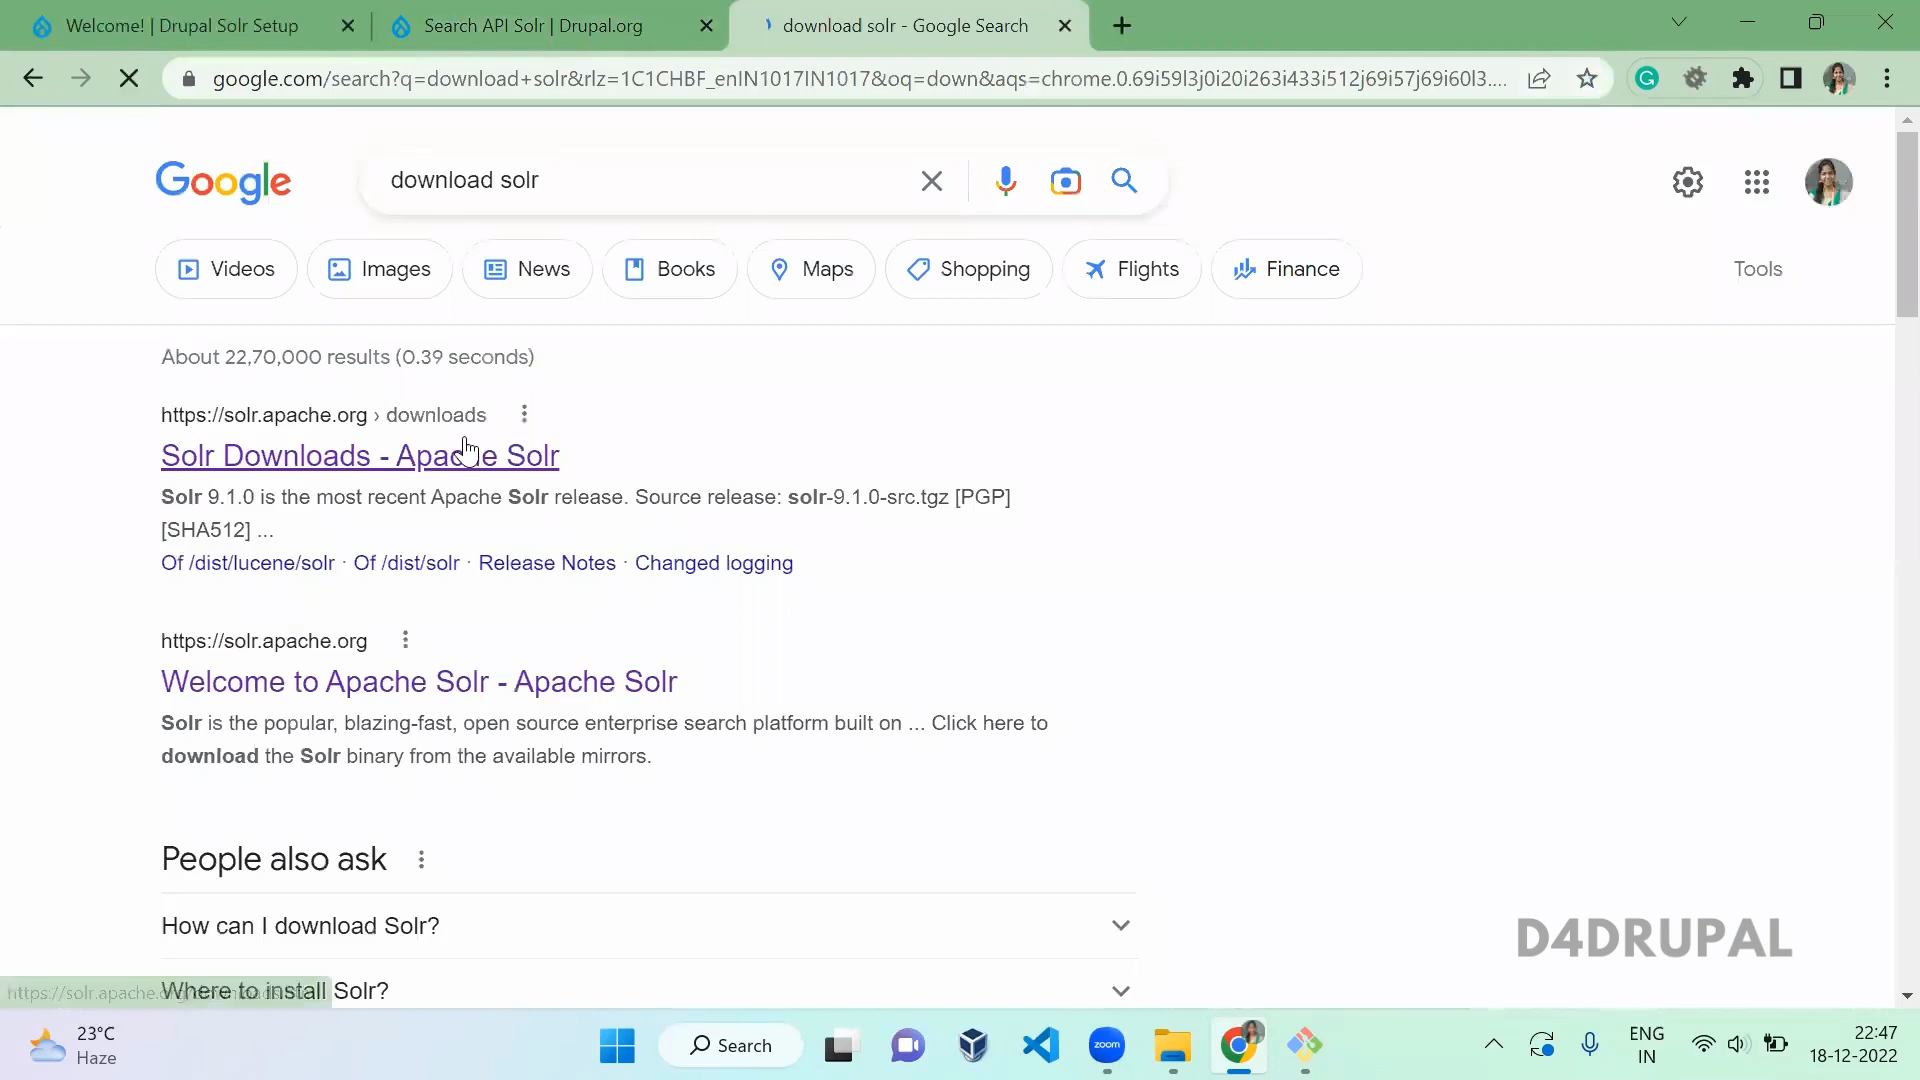 Welcome! | Drupal Solr Setup
Search API Solr | Drupal.org
download solr - Google Search
google.com/search?q=download+solr&rlz=1C1CHBF_enIN1017IN1017&oq=down&aqs=chrome.0.69i59l3j0i20i263i433i512j69i57j69i60l3....
Google
download solr
Videos
Images
News
Books
Maps
Shopping
Flights
Finance
Tools
About 22,70,000 results (0.39 seconds)
https://solr.apache.org › downloads
Solr Downloads - Apache Solr
Solr 9.1.0 is the most recent Apache Solr release. Source release: solr-9.1.0-src.tgz [PGP]
[SHA512] ...
Of /dist/lucene/solr · Of /dist/solr · Release Notes · Changed logging
https://solr.apache.org
Welcome to Apache Solr - Apache Solr
Solr is the popular, blazing-fast, open source enterprise search platform built on ... Click here to
download the Solr binary from the available mirrors.
People also ask
How can I download Solr?
D4DRUPAL
Where to install Solr?
23°C
Haze
Search
zoom
ENG
IN
22:47
18-12-2022